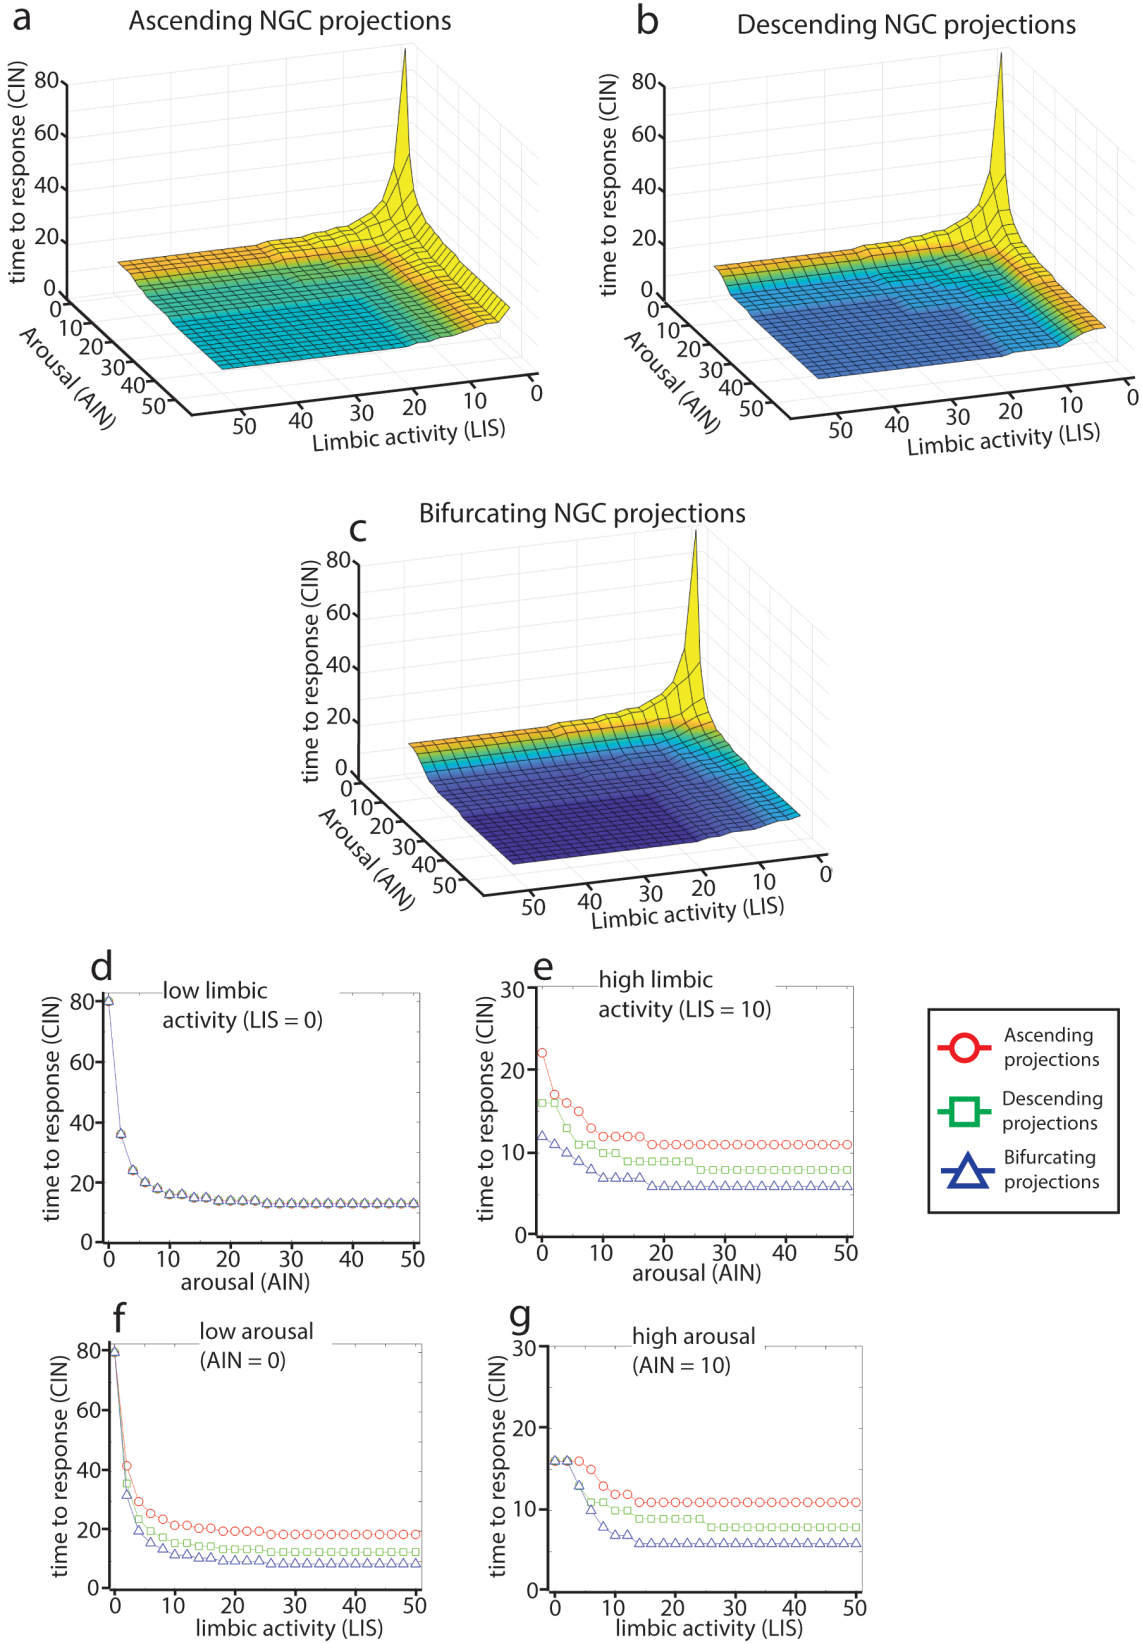 a
Ascending NGC projections
80
60
40
20
0
time to response (CIN)
0
10
20
30
40
50
Arousal (AIN)
50
40
30
20
10
0
Limbic activity (LIS)
b
Descending NGC projections
80
60
40
20
0
time to response (CIN)
0
10
20
30
40
50
Arousal (AIN)
50
40
30
20
10
0
Limbic activity (LIS)
c
Bifurcating NGC projections
80
60
40
20
0
time to response (CIN)
0
10
20
30
40
50
Arousal (AIN)
50
40
30
20
10
0
Limbic activity (LIS)
d
low limbic
activity (LIS = 0)
80
60
40
20
0
time to response (CIN)
0 10 20 30 40 50
arousal (AIN)
e
high limbic
activity (LIS = 10)
30
20
10
0
time to response (CIN)
0 10 20 30 40 50
arousal (AIN)
Ascending
projections
Descending
projections
Bifurcating
projections
f
low arousal
(AIN = 0)
80
60
40
20
0
time to response (CIN)
0 10 20 30 40 50
limbic activity (LIS)
g
high arousal
(AIN = 10)
30
20
10
0
time to response (CIN)
0 10 20 30 40 50
limbic activity (LIS)